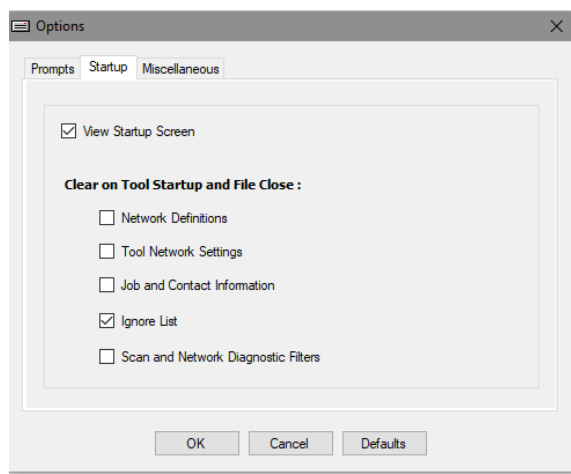 Options
Prompts Startup Miscellaneous
View Startup Screen
Clear on Tool Startup and File Close :
Network Definitions
Tool Network Settings
Job and Contact Information
Ignore List
Scan and Network Diagnostic Filters
OK Cancel Defaults